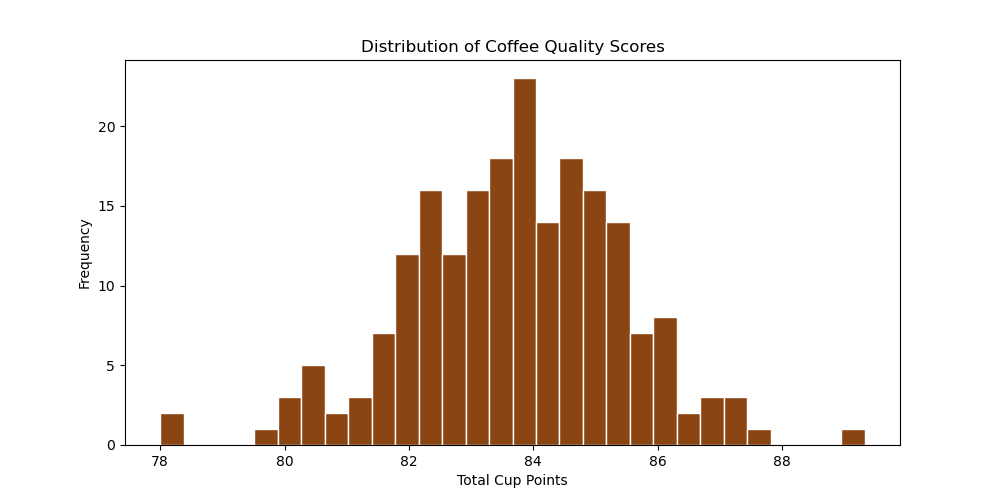 Distribution of Coffee Quality Scores
Frequency
20
15
10
5
0
78 80 82 84 86 88
Total Cup Points